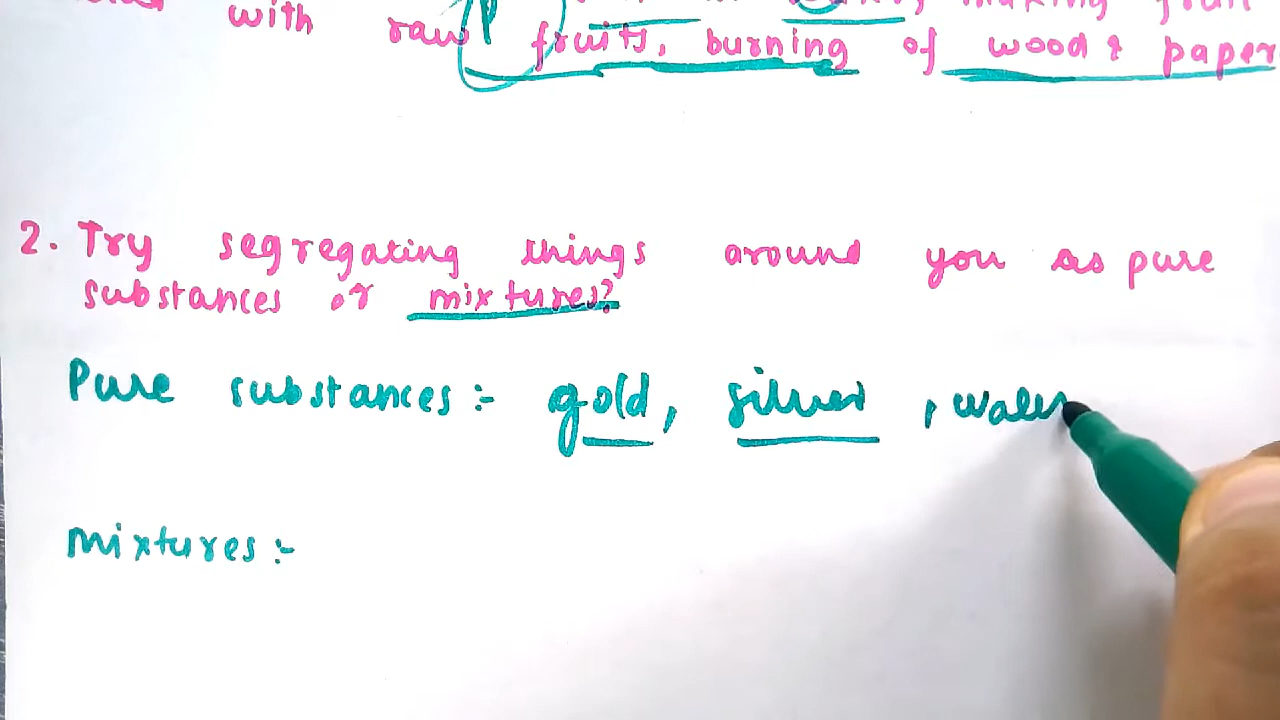 with raw fruits, burning of wood & paper
2. Try segregating things around you as pure
substances or mixtures?
Pure substances :- gold, silver , water
mixtures :-